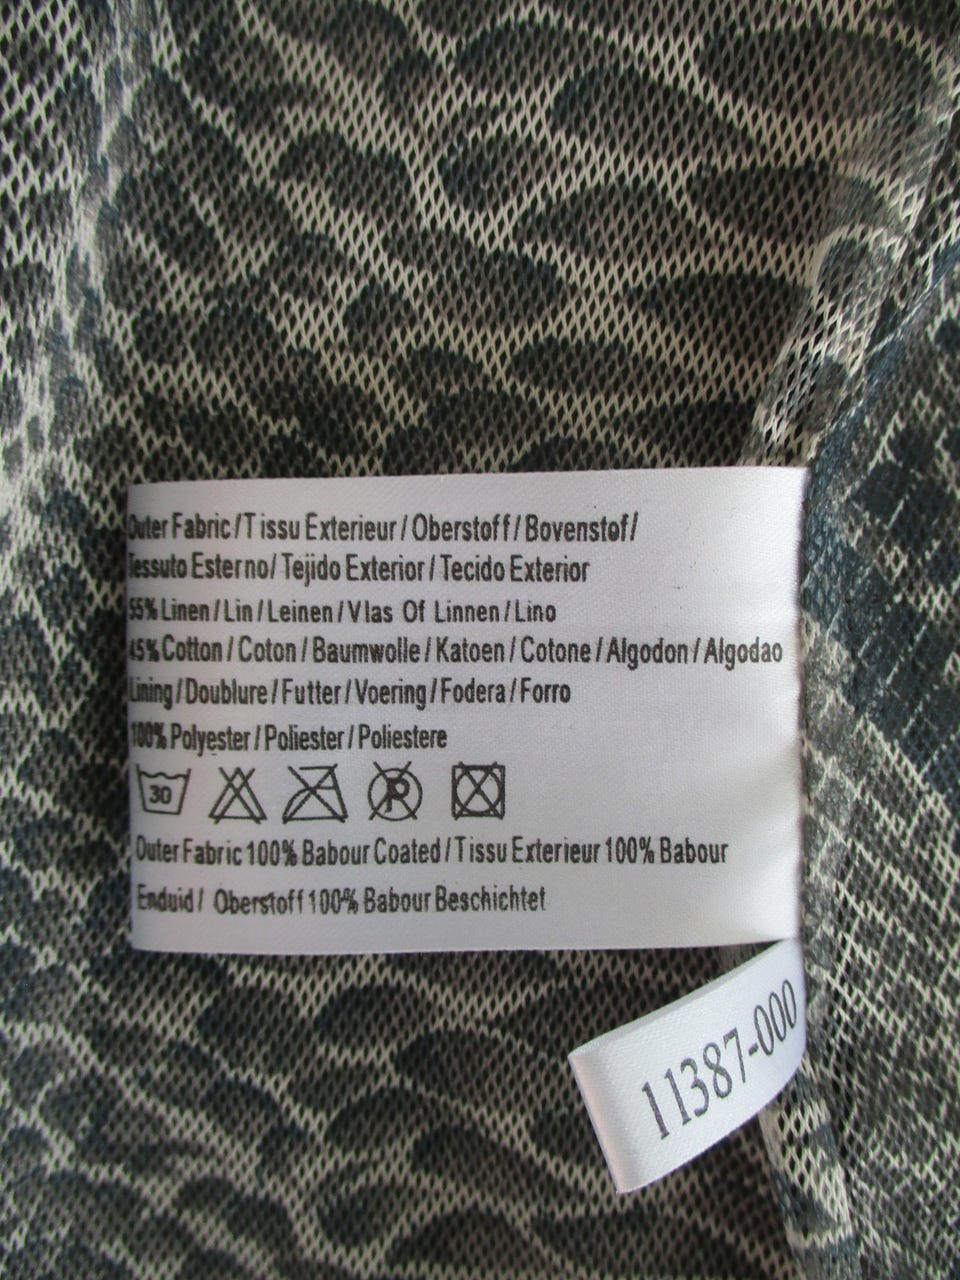 Outer Fabric/Tissu Exterieur/Oberstoff/Bovenstof/
Tessuto Esterno/Tejido Exterior/Tecido Exterior
55% Linen/Lin/Leinen/Vlas Of Linnen/Lino
45% Cotton/Coton/Baumwolle/Katoen/Cotone/Algodon/Algodao
Lining/Doublure/Futter/Voering/Fodera/Forro
100% Polyester/Poliester/Poliestere
30 P
Outer Fabric 100% Babour Coated/Tissu Exterieur 100% Babour
Enduid/ Oberstoff 100% Babour Beschichtet
11387-000